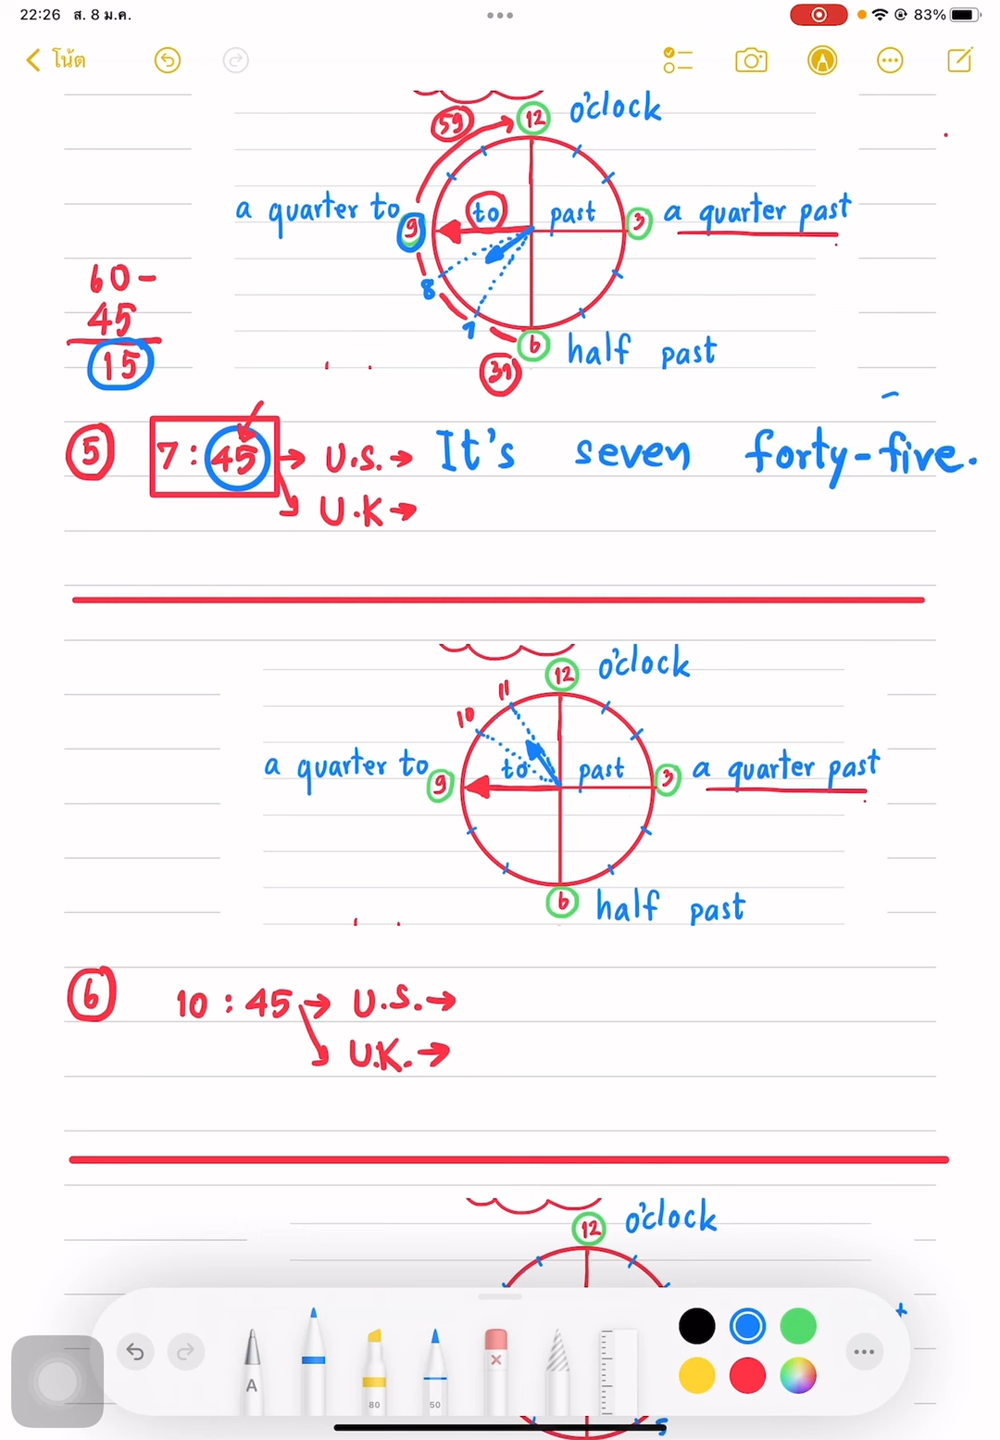 22:26 ส. 8 ม.ค.
83%
โน้ต
59
12 o'clock
a quarter to 9 to past 3 a quarter past
8
7
6 half past
31
60 -
45
15
5 7 : 45 → U.S. → It's seven forty-five.
U.K →
12 o'clock
11
10
a quarter to 9 to past 3 a quarter past
6 half past
6 10 : 45 → U.S. →
U.K. →
12 o'clock
A
80
50
5